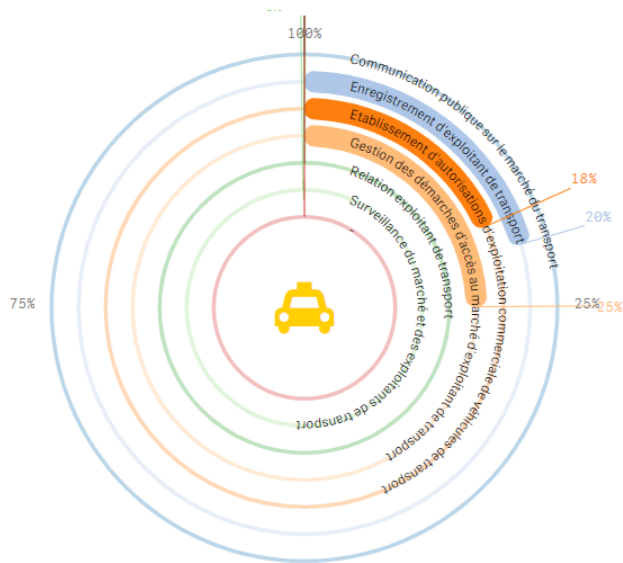 100%
Communication publique sur le marché du transport
Enregistrement d'exploitant de transport
Etablissement d'autorisations d'exploitation commerciale de véhicules de transport
Gestion des démarches d'accès au marché d'exploitant de transport
Relation exploitant de transport
Surveillance du marché et des exploitants de transport
18%
20%
75%
25%
25%